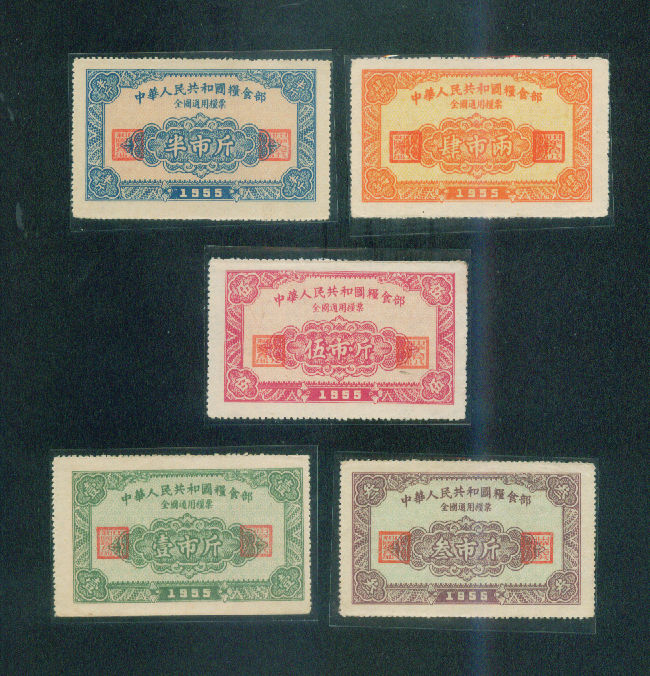 中華人民共和國糧食部
全國通用糧票
半市斤
1955
中華人民共和國糧食部
全國通用糧票
肆市兩
1955
中華人民共和國糧食部
全國通用糧票
伍市斤
1955
中華人民共和國糧食部
全國通用糧票
壹市斤
1955
中華人民共和國糧食部
全國通用糧票
叁市斤
1955